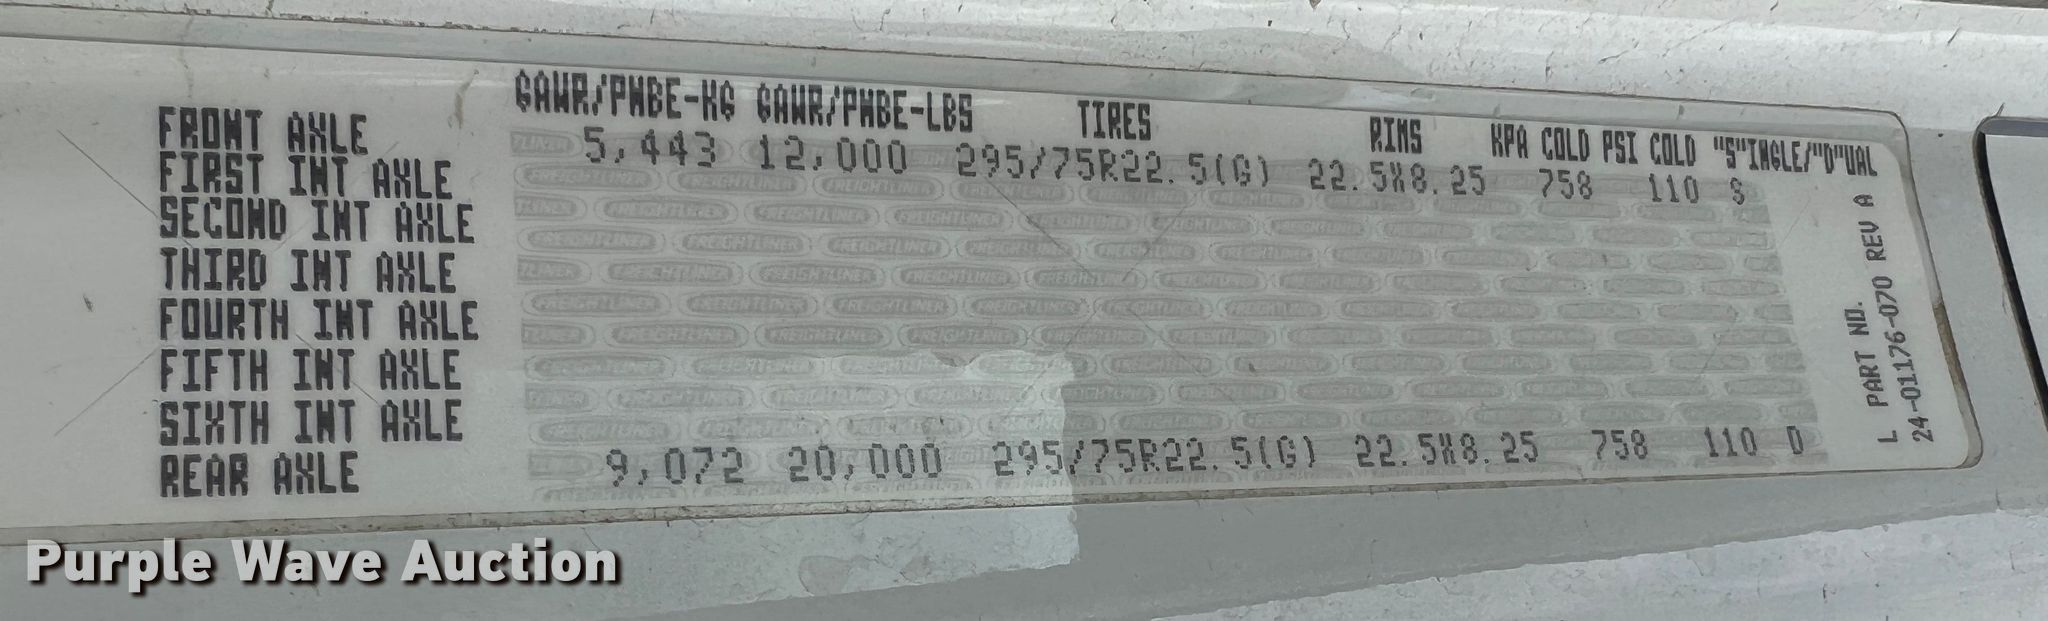 GAWR/PNBE-KG GAWR/PNBE-LBS TIRES RIMS KPA COLD PSI COLD "S"INGLE/"D"UAL
FRONT AXLE 5,443 12,000 295/75R22.5(G) 22.5X8.25 758 110 S
FIRST INT AXLE
SECOND INT AXLE
THIRD INT AXLE
FOURTH INT AXLE
FIFTH INT AXLE
SIXTH INT AXLE
REAR AXLE 9,072 20,000 295/75R22.5(G) 22.5X8.25 758 110 D
L PART NO.
24-01176-070 REV A
FREIGHTLINER
Purple Wave Auction